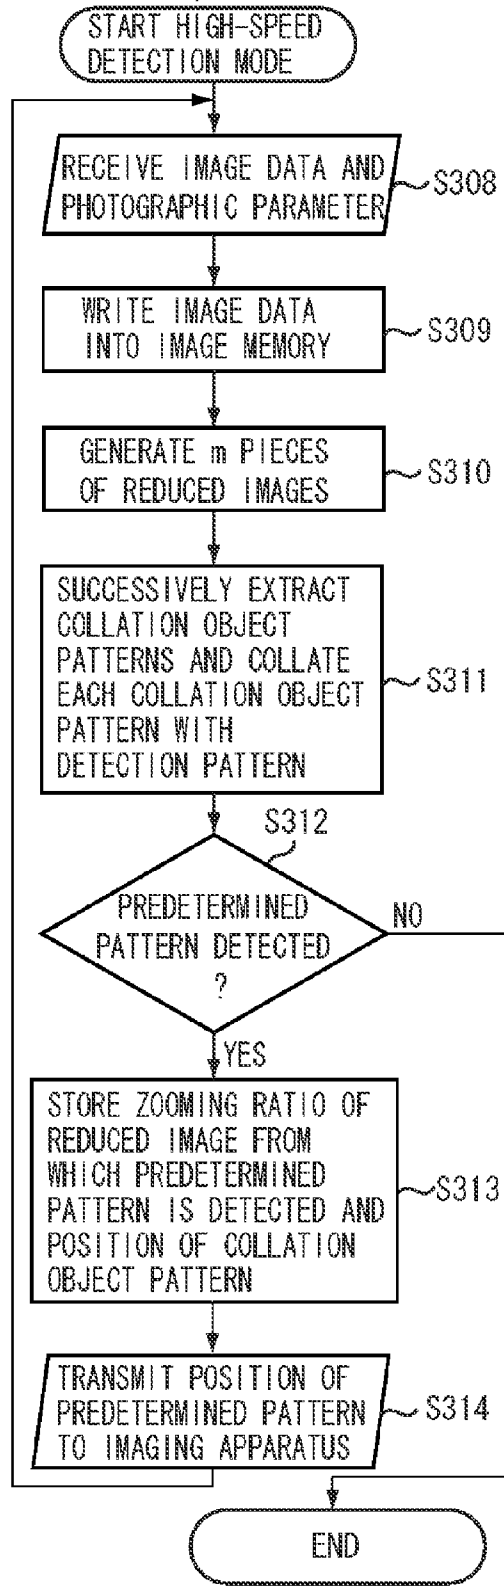 START HIGH-SPEED
DETECTION MODE
RECEIVE IMAGE DATA AND
PHOTOGRAPHIC PARAMETER
S308
WRITE IMAGE DATA
INTO IMAGE MEMORY
S309
GENERATE m PIECES
OF REDUCED IMAGES
S310
SUCCESSIVELY EXTRACT
COLLATION OBJECT
PATTERNS AND COLLATE
EACH COLLATION OBJECT
PATTERN WITH
DETECTION PATTERN
S311
S312
PREDETERMINED
PATTERN DETECTED
?
NO
YES
STORE ZOOMING RATIO OF
REDUCED IMAGE FROM
WHICH PREDETERMINED
PATTERN IS DETECTED AND
POSITION OF COLLATION
OBJECT PATTERN
S313
TRANSMIT POSITION OF
PREDETERMINED PATTERN
TO IMAGING APPARATUS
S314
END